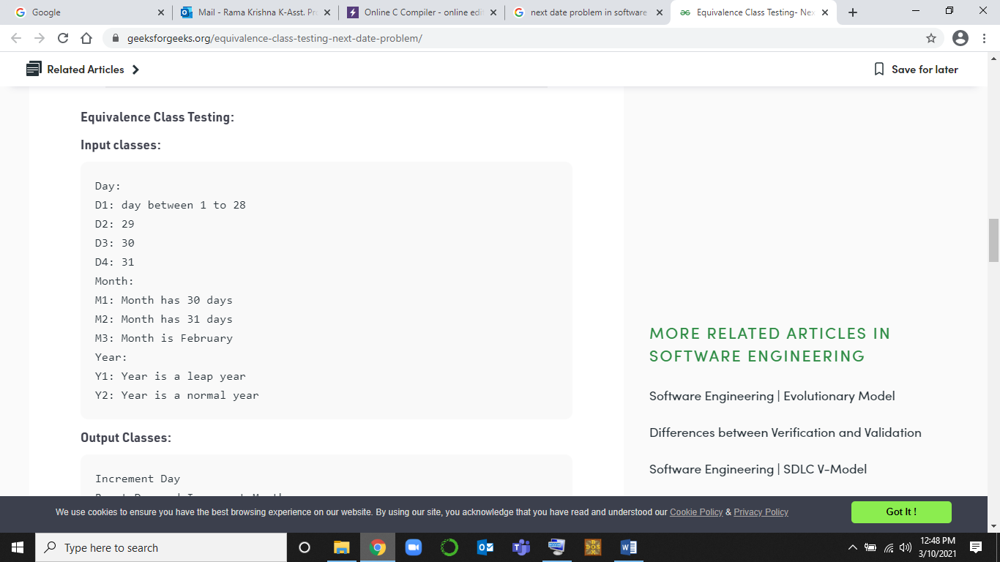 Google
Mail - Rama Krishna K-Asst. Pr
Online C Compiler - online edit
next date problem in software
Equivalence Class Testing- Nex
geeksforgeeks.org/equivalence-class-testing-next-date-problem/
Related Articles
Save for later
Equivalence Class Testing:
Input classes:
Day:
D1: day between 1 to 28
D2: 29
D3: 30
D4: 31
Month:
M1: Month has 30 days
M2: Month has 31 days
M3: Month is February
Year:
Y1: Year is a leap year
Y2: Year is a normal year
Output Classes:
Increment Day
MORE RELATED ARTICLES IN
SOFTWARE ENGINEERING
Software Engineering | Evolutionary Model
Differences between Verification and Validation
Software Engineering | SDLC V-Model
We use cookies to ensure you have the best browsing experience on our website. By using our site, you acknowledge that you have read and understood our Cookie Policy & Privacy Policy
Got It !
Type here to search
12:48 PM
3/10/2021